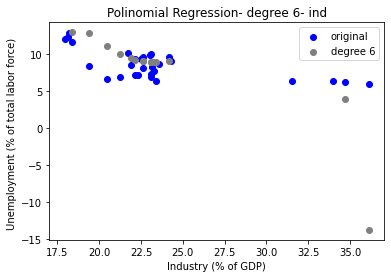 Polinomial Regression- degree 6- ind
original
degree 6
10
5
0
−5
−10
−15
Unemployment (% of total labor force)
17.5 20.0 22.5 25.0 27.5 30.0 32.5 35.0
Industry (% of GDP)